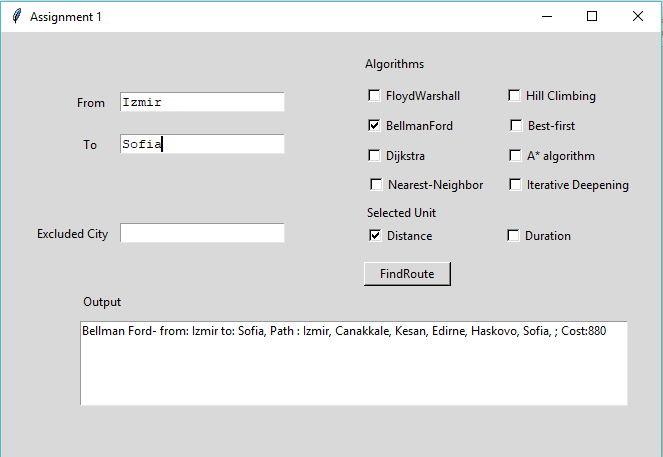 Assignment 1
Algorithms
From Izmir
FloydWarshall Hill Climbing
BellmanFord Best-first
To Sofia
Dijkstra A* algorithm
Nearest-Neighbor Iterative Deepening
Selected Unit
Excluded City
Distance Duration
FindRoute
Output
Bellman Ford- from: Izmir to: Sofia, Path : Izmir, Canakkale, Kesan, Edirne, Haskovo, Sofia, ; Cost:880